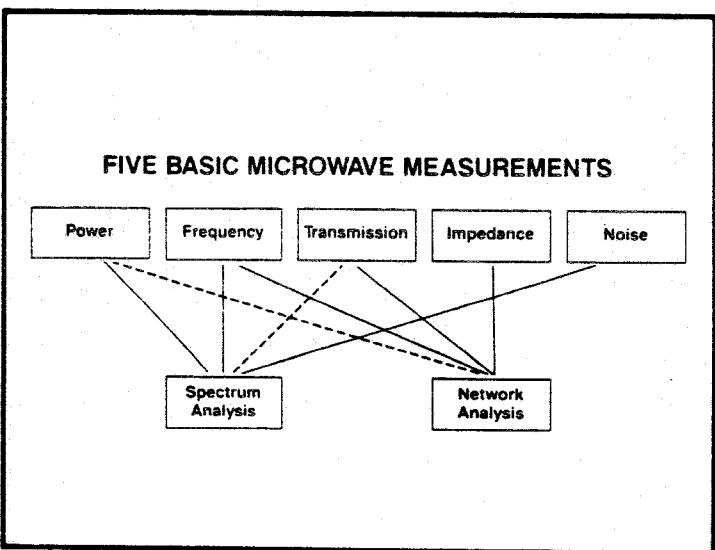 FIVE BASIC MICROWAVE MEASUREMENTS
Power
Frequency
Transmission
Impedance
Noise
Spectrum
Analysis
Network
Analysis